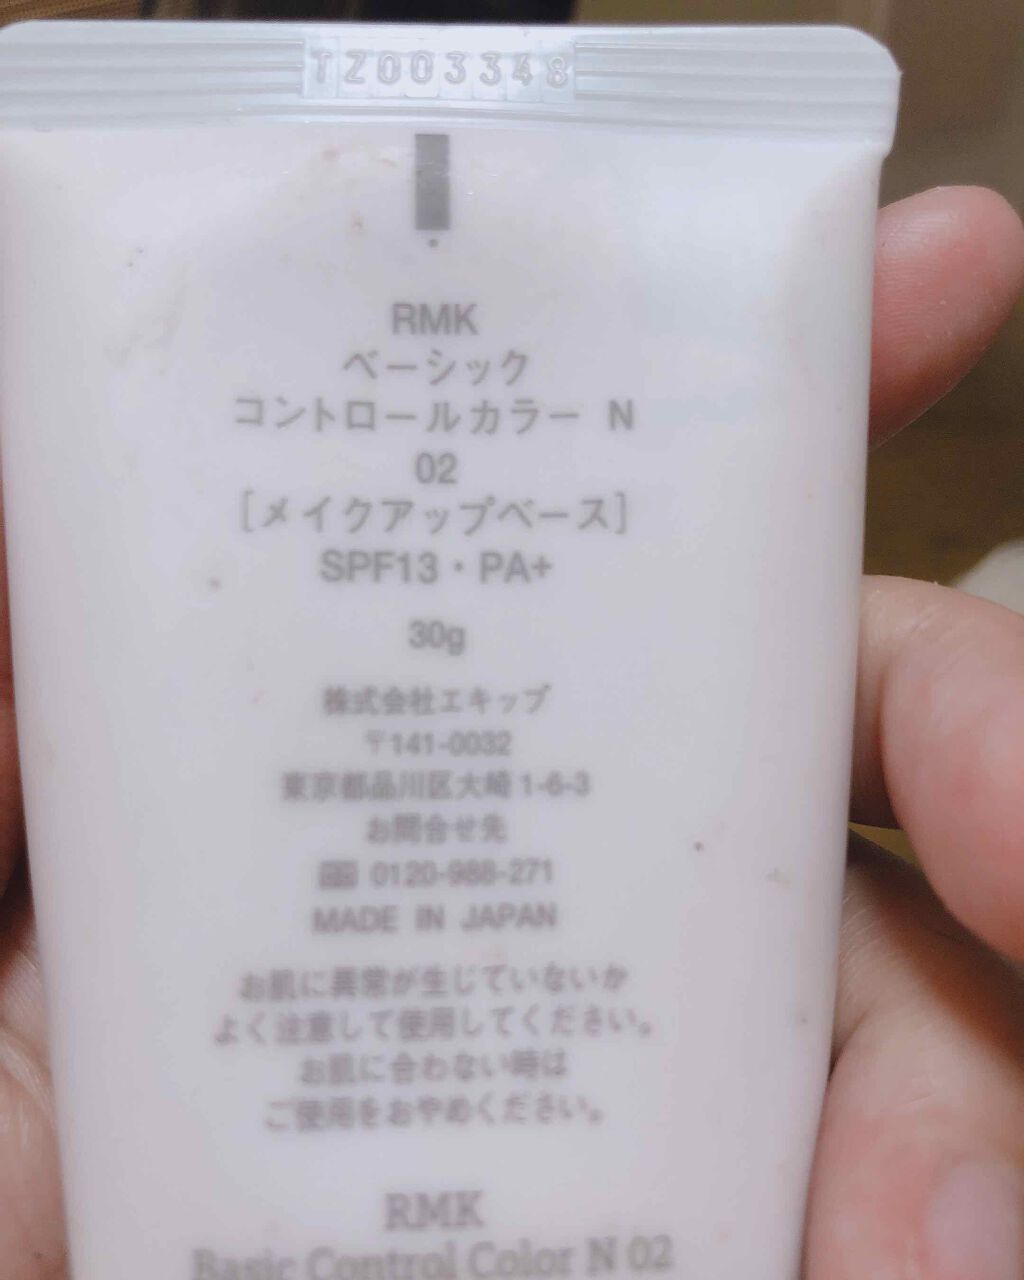 TZ003348
RMK
ベーシック
コントロールカラー N
02
[メイクアップベース]
SPF13・PA+
30g
株式会社エキップ
〒141-0032
東京都品川区大崎1-6-3
お問合せ先
0120-988-271
MADE IN JAPAN
お肌に異常が生じていないか
よく注意して使用してください。
お肌に合わない時は
ご使用をおやめください。
RMK
Basic Control Color N 02